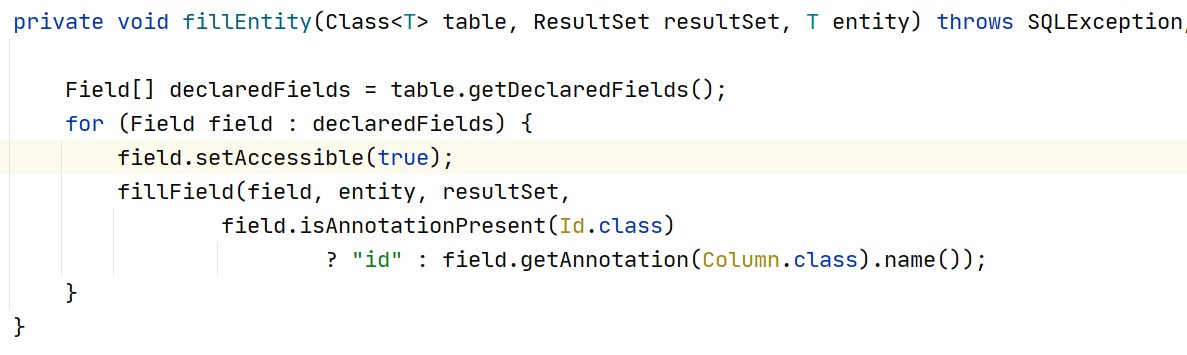 private void fillEntity(Class<T> table, ResultSet resultSet, T entity) throws SQLException,
Field[] declaredFields = table.getDeclaredFields();
for (Field field : declaredFields) {
field.setAccessible(true);
fillField(field, entity, resultSet,
field.isAnnotationPresent(Id.class)
? "id" : field.getAnnotation(Column.class).name());
}
}